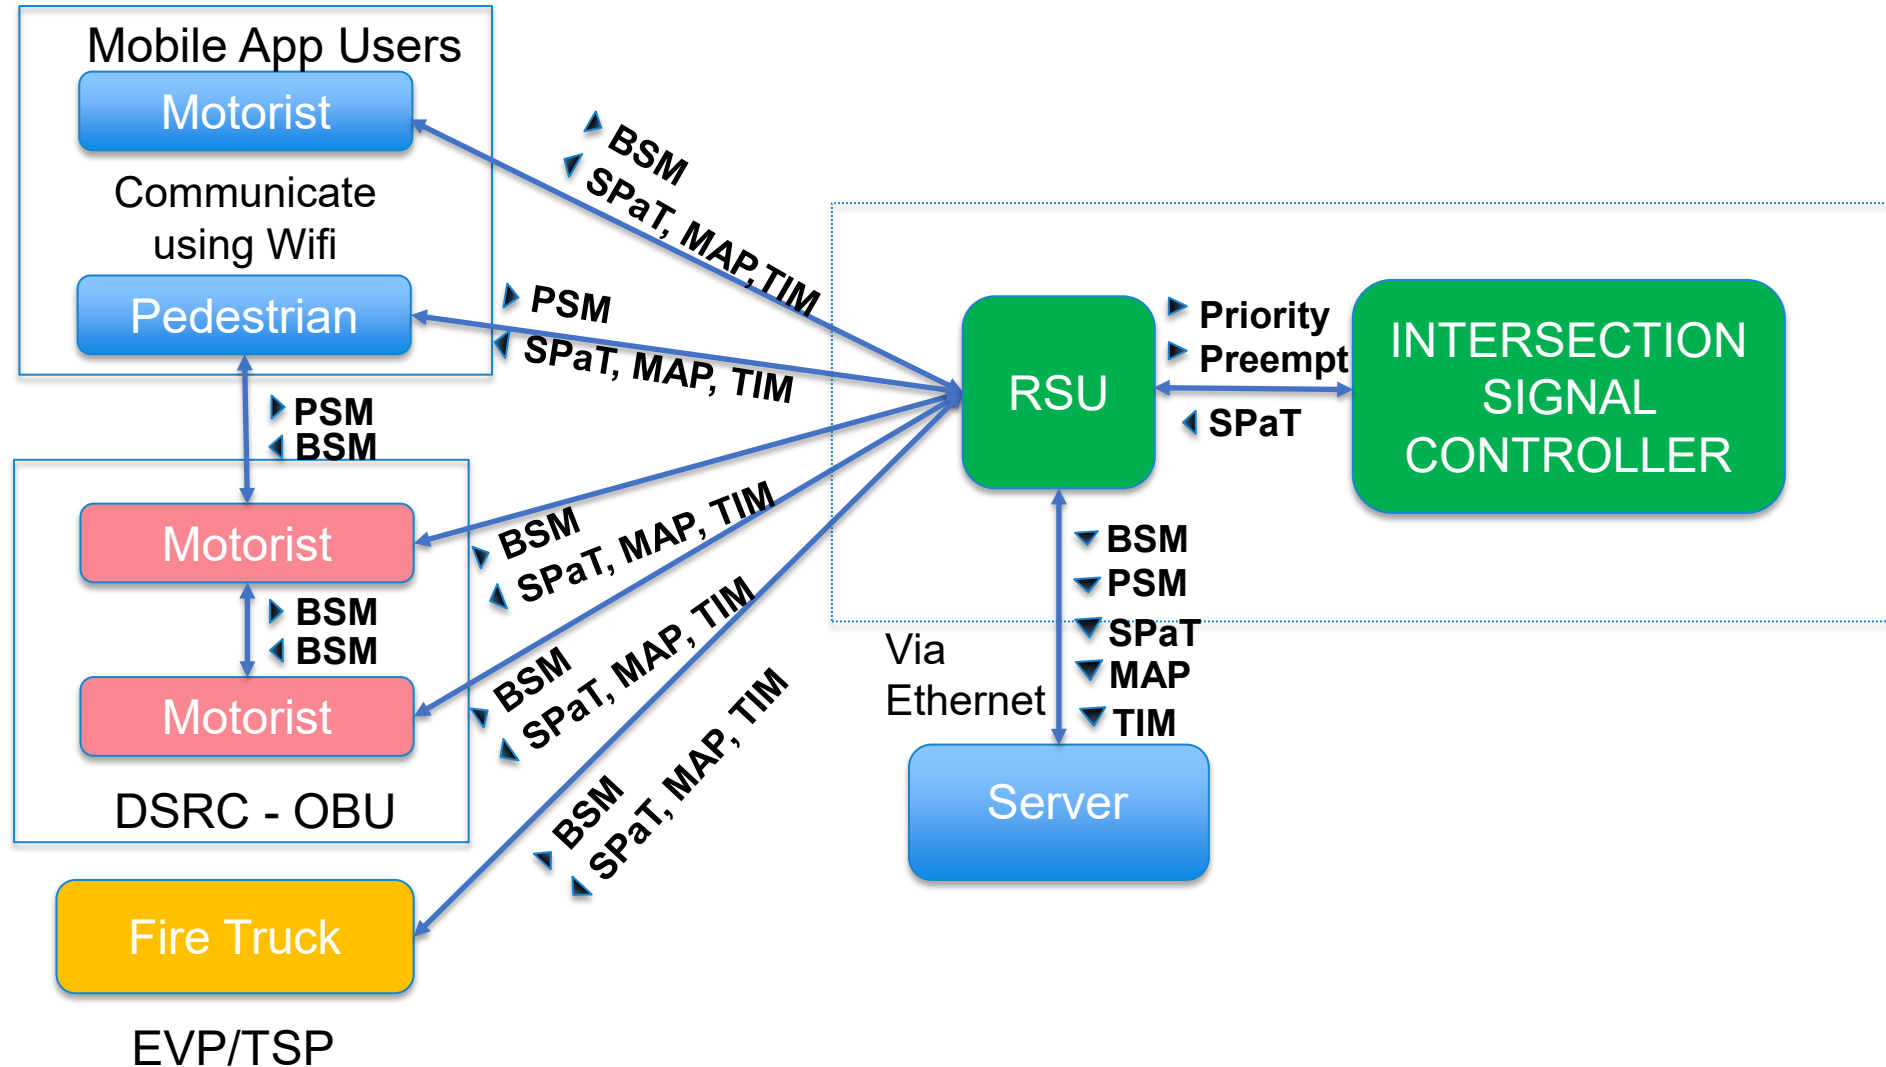 Mobile App Users
Motorist
Communicate
using Wifi
Pedestrian
PSM
BSM
Motorist
BSM
BSM
Motorist
DSRC - OBU
Fire Truck
EVP/TSP
BSM
SPaT, MAP,TIM
PSM
SPaT, MAP, TIM
BSM
SPaT, MAP, TIM
BSM
SPaT, MAP, TIM
BSM
SPaT, MAP, TIM
RSU
Priority
Preempt
SPaT
INTERSECTION
SIGNAL
CONTROLLER
Via
Ethernet
BSM
PSM
SPaT
MAP
TIM
Server